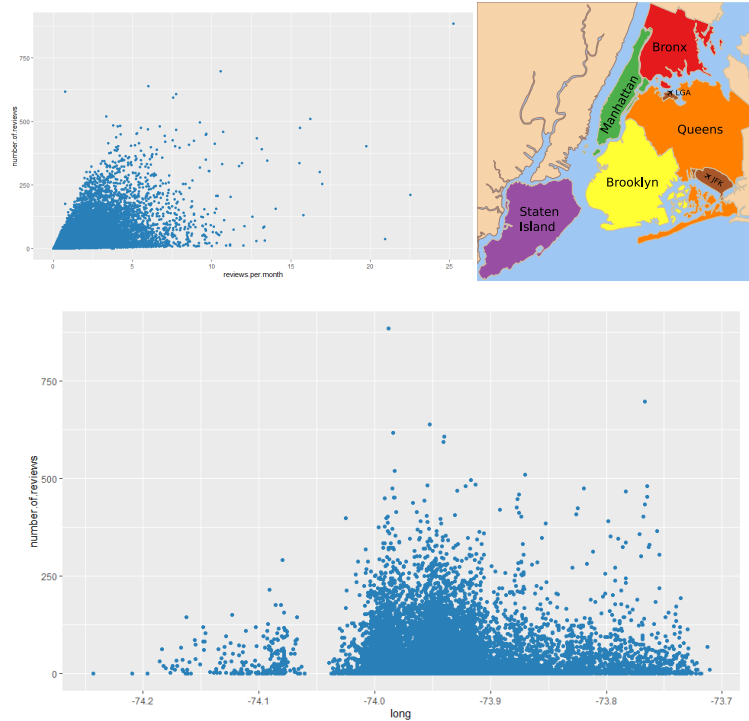 750
500
250
0
number.of.reviews
0
5
10
15
20
25
reviews.per.month
Bronx
LGA
Manhattan
Queens
JFK
Brooklyn
Staten
Island
750
500
250
0
number.of.reviews
-74.2
-74.1
-74.0
-73.9
-73.8
-73.7
long